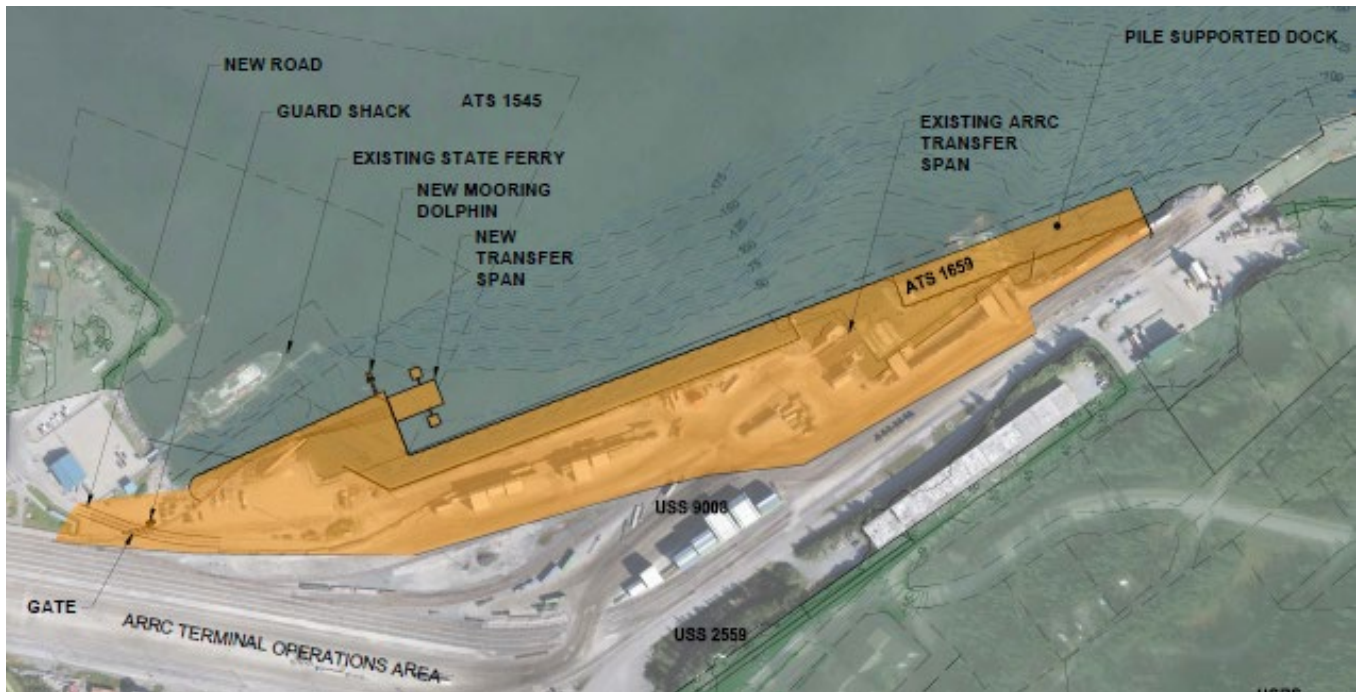 NEW ROAD
ATS 1545
GUARD SHACK
EXISTING STATE FERRY
NEW MOORING
DOLPHIN
NEW
TRANSFER
SPAN
PILE SUPPORTED DOCK
EXISTING ARRC
TRANSFER
SPAN
ATS 1659
USS 9008
GATE
ARRC TERMINAL OPERATIONS AREA
USS 2559